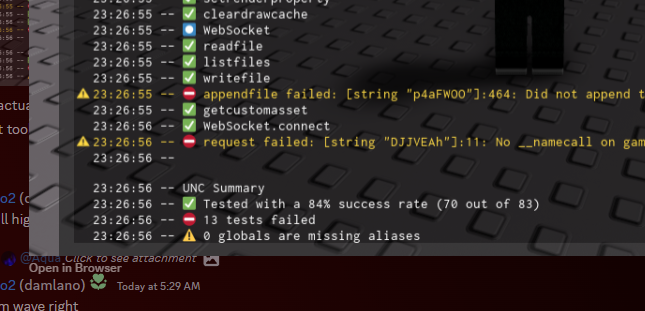 23:26:55 -- ✅ setrenderproperty
23:26:55 -- ✅ cleardrawcache
23:26:55 -- 🔵 WebSocket
23:26:55 -- ✅ readfile
23:26:55 -- ✅ listfiles
23:26:55 -- ✅ writefile
⚠️ 23:26:55 -- ⛔ appendfile failed: [string "p4aFWOO"]:464: Did not append t
23:26:55 -- ✅ getcustomasset
23:26:56 -- ✅ WebSocket.connect
⚠️ 23:26:56 -- ⛔ request failed: [string "DJJVEAh"]:11: No __namecall on gam
23:26:56 --
23:26:56 -- UNC Summary
23:26:56 -- ✅ Tested with a 84% success rate (70 out of 83)
23:26:56 -- ⛔ 13 tests failed
23:26:56 -- ⚠️ 0 globals are missing aliases
actua
t too
o2 (c
ll hig
@Aqua Click to see attachment
Open in Browser
o2 (damlano) Today at 5:29 AM
m wave right